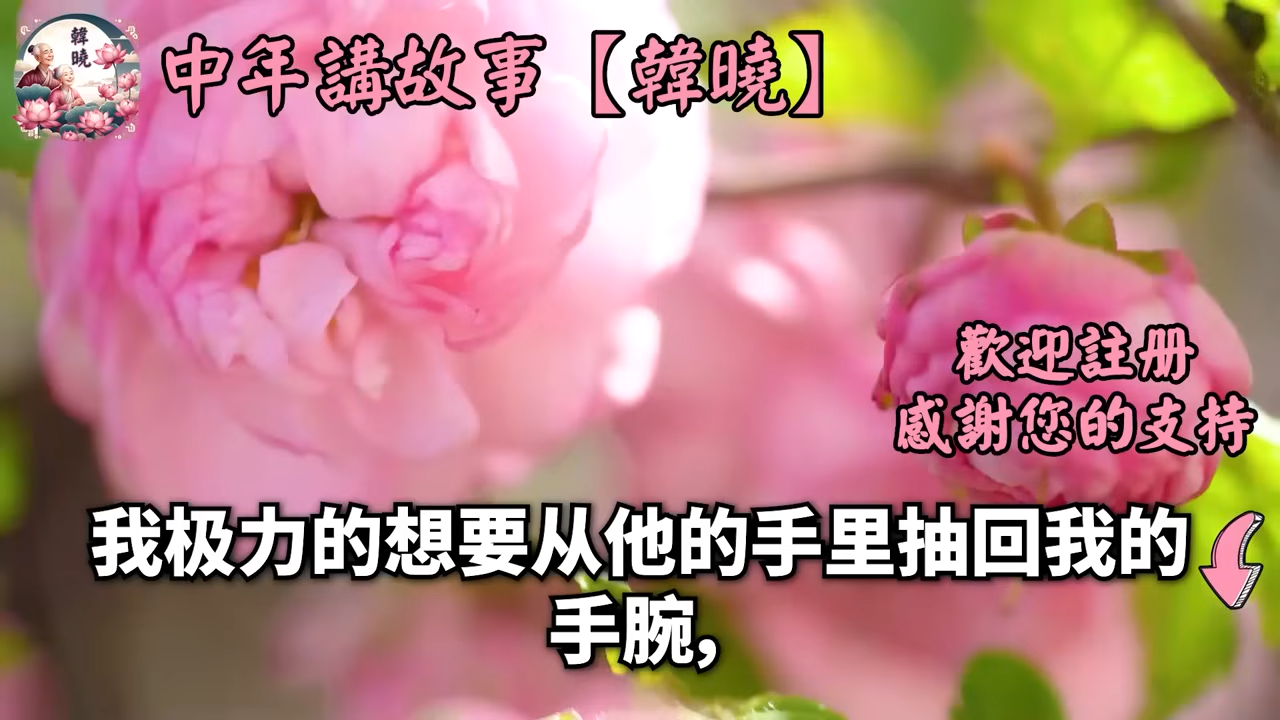 韓
曉
中年講故事【韓曉】
歡迎註册
感謝您的支持
我极力的想要从他的手里抽回我的
手腕,